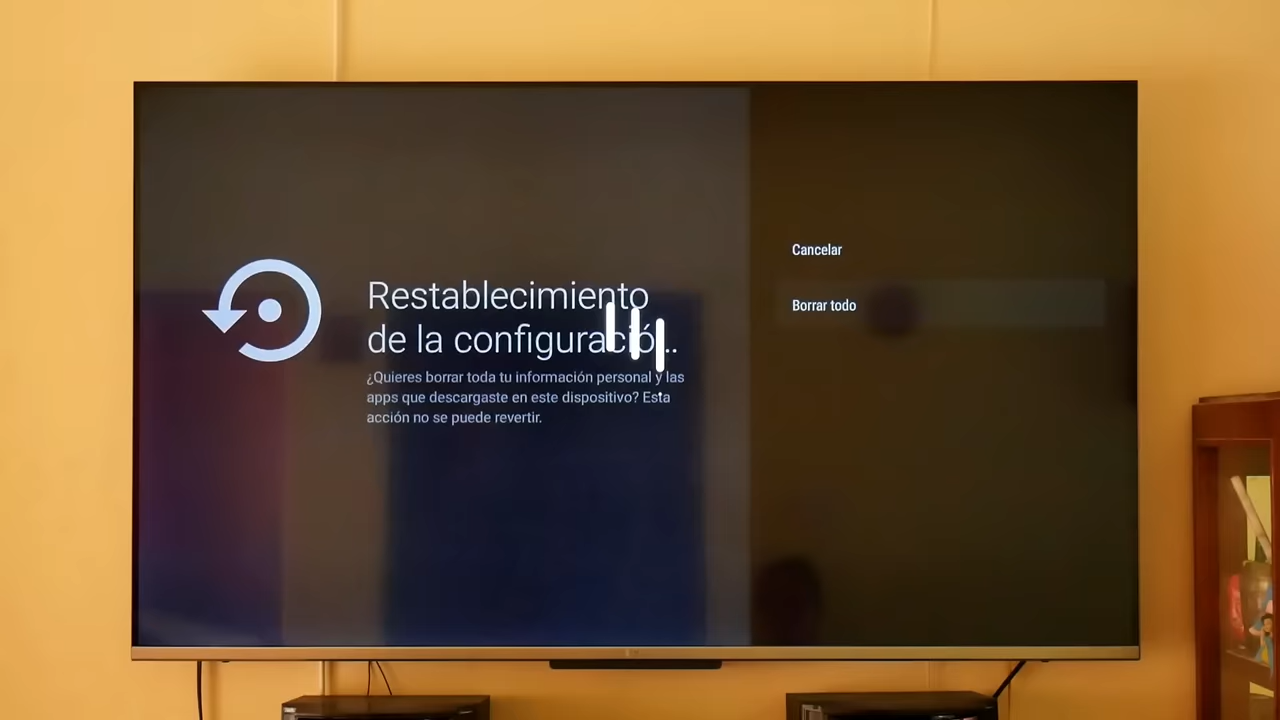 Restablecimiento
de la configuració...
¿Quieres borrar toda tu información personal y las
apps que descargaste en este dispositivo? Esta
acción no se puede revertir.
Cancelar
Borrar todo